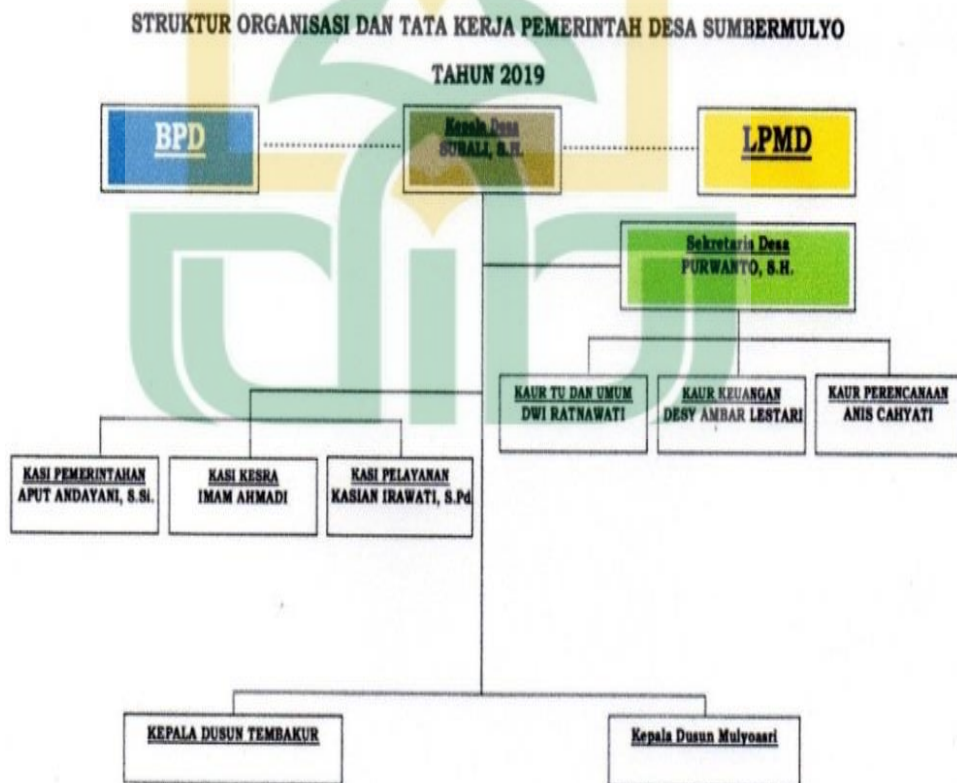 STRUKTUR ORGANISASI DAN TATA KERJA PEMERINTAH DESA SUMBERMULYO
TAHUN 2019
BPD
Kepala Desa
SUBALI, S.H.
LPMD
Sekretaris Desa
PURWANTO, S.H.
KAUR TU DAN UMUM
DWI RATNAWATI
KAUR KEUANGAN
DESY AMBAR LESTARI
KAUR PERENCANAAN
ANIS CAHYATI
KASI PEMERINTAHAN
APUT ANDAYANI, S.Si.
KASI KESRA
IMAM AHMADI
KASI PELAYANAN
KASIAN IRAWATI, S.Pd
KEPALA DUSUN TEMBAKUR
Kepala Dusun Mulyoasri